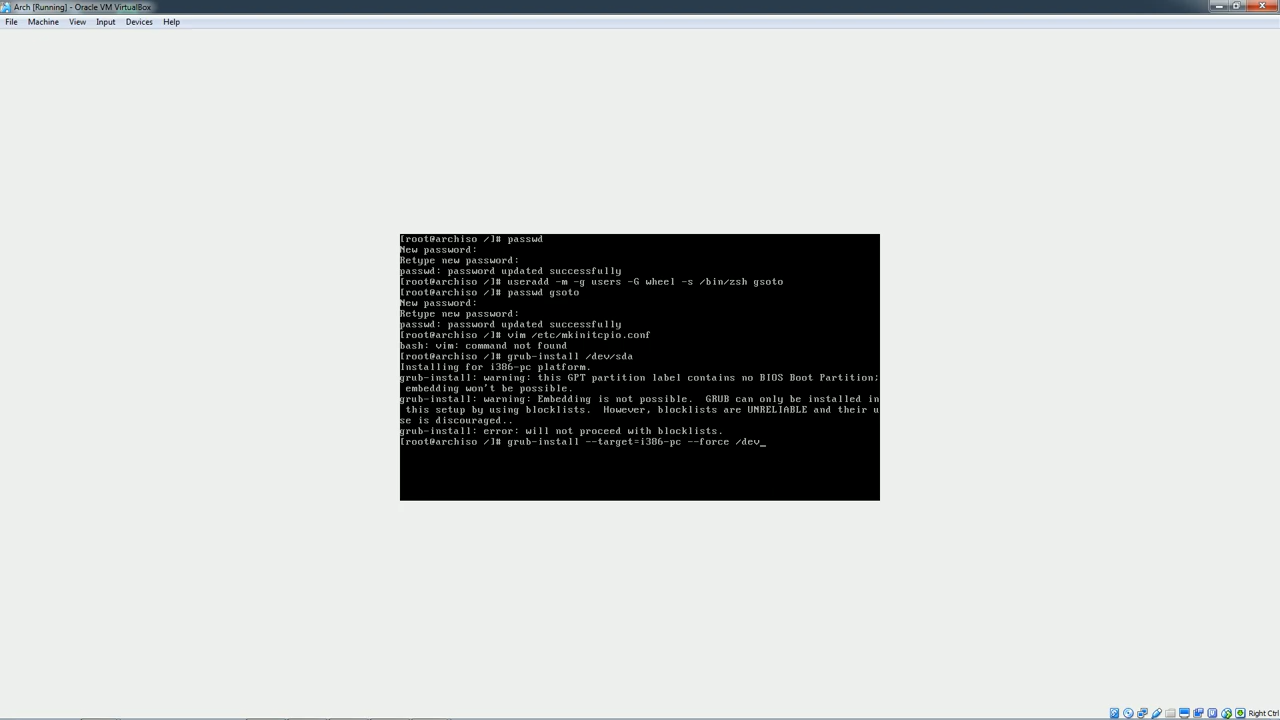 Arch [Running] - Oracle VM VirtualBox
File Machine View Input Devices Help
[root@archiso /]# passwd
New password:
Retype new password:
passwd: password updated successfully
[root@archiso /]# useradd -m -g users -G wheel -s /bin/zsh gsoto
[root@archiso /]# passwd gsoto
New password:
Retype new password:
passwd: password updated successfully
[root@archiso /]# vim /etc/mkinitcpio.conf
bash: vim: command not found
[root@archiso /]# grub-install /dev/sda
Installing for i386-pc platform.
grub-install: warning: this GPT partition label contains no BIOS Boot Partition;
 embedding won't be possible.
grub-install: warning: Embedding is not possible.  GRUB can only be installed in
 this setup by using blocklists.  However, blocklists are UNRELIABLE and their u
se is discouraged..
grub-install: error: will not proceed with blocklists.
[root@archiso /]# grub-install --target=i386-pc --force /dev_
Right Ctrl